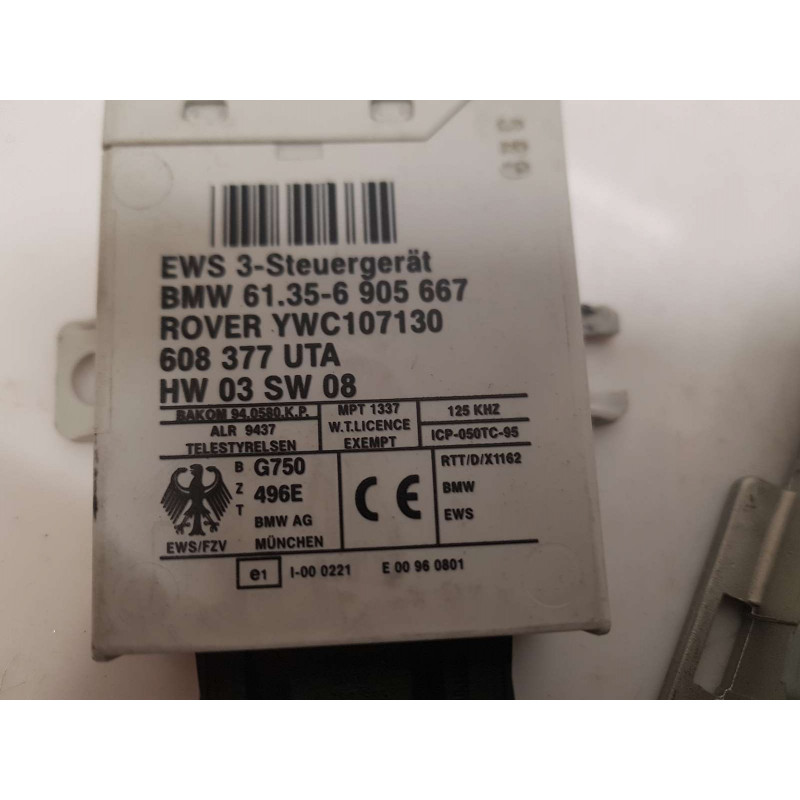 EWS 3-Steuergerät
BMW 61.35-6 905 667
ROVER YWC107130
608 377 UTA
HW 03 SW 08
BAKOM 94.0580.K.P.
ALR 9437
TELESTYRELSEN
MPT 1337
W.T.LICENCE
EXEMPT
125 KHZ
ICP-050TC-95
B G750
Z 496E
T BMW AG
MÜNCHEN
EWS/FZV
CE
RTT/D/X1162
BMW
EWS
e1 I-00 0221 E 00 96 0801